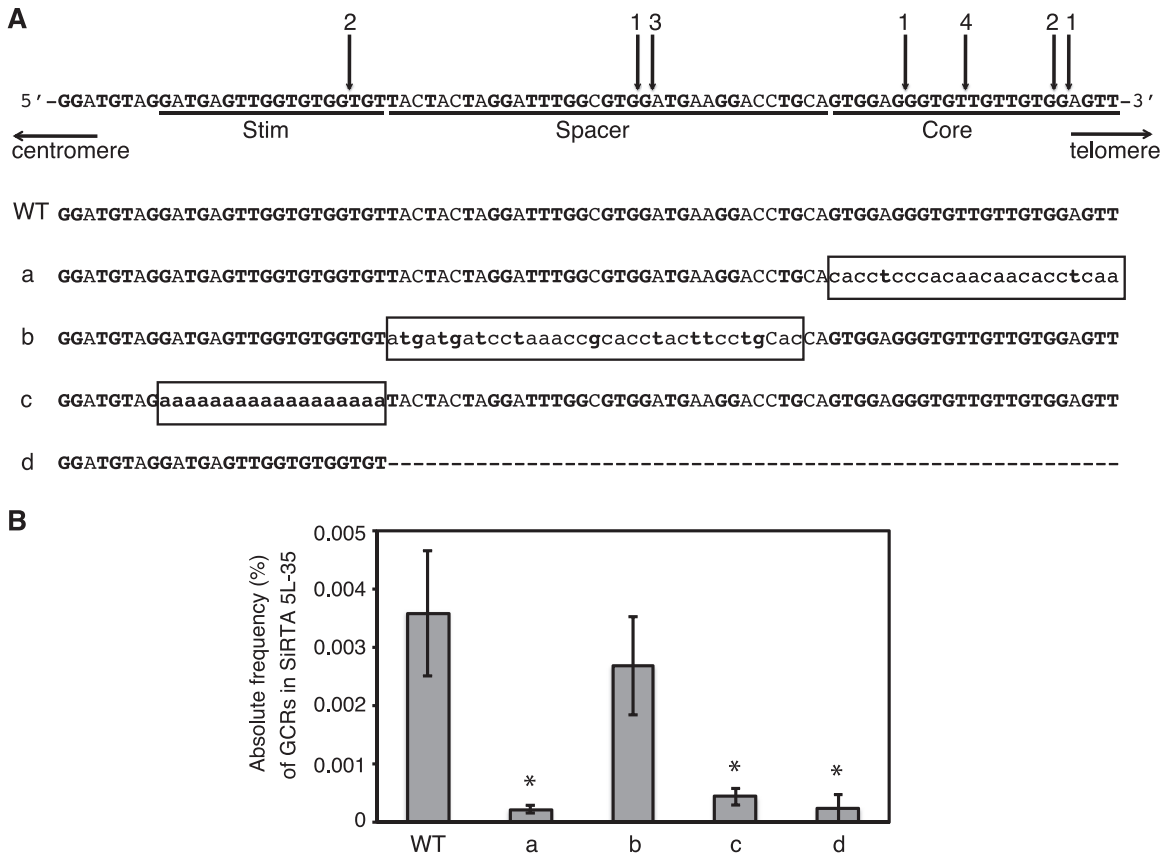 A
2 1 3 1 4 2 1
5'-GGATGTAGGATGAGTTGGTGTGGTGTTACTACTAGGATTTGGCGTGGATGAAGGACCTGCAGTGGAGGGTGTTGTTGTGGAGTT-3'
Stim Spacer Core
centromere telomere
WT GGATGTAGGATGAGTTGGTGTGGTGTTACTACTAGGATTTGGCGTGGATGAAGGACCTGCAGTGGAGGGTGTTGTTGTGGAGTT
a GGATGTAGGATGAGTTGGTGTGGTGTTACTACTAGGATTTGGCGTGGATGAAGGACCTGCAcacctcccacaacaacacctcaa
b GGATGTAGGATGAGTTGGTGTGGTGTatgatgatcctaaaccgcacctacttcctgCacCAGTGGAGGGTGTTGTTGTGGAGTT
c GGATGTAGaaaaaaaaaaaaaaaaaaTACTACTAGGATTTGGCGTGGATGAAGGACCTGCAGTGGAGGGTGTTGTTGTGGAGTT
d GGATGTAGGATGAGTTGGTGTGGTGT----------------------------------------------------------
B
Absolute frequency (%)
of GCRs in SiRTA 5L-35
0.005
0.004
0.003
0.002
0.001
0
* * *
WT a b c d